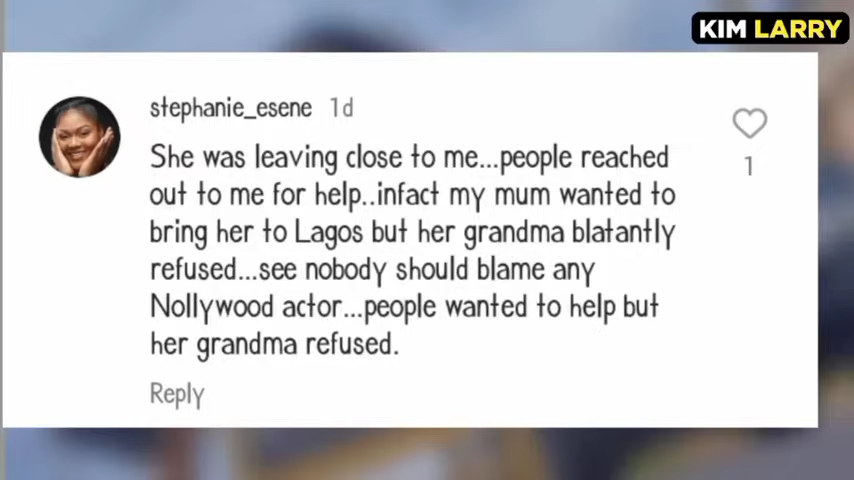 KIM LARRY
stephanie_esene 1d
She was leaving close to me...people reached
out to me for help..infact my mum wanted to
bring her to Lagos but her grandma blatantly
refused...see nobody should blame any
Nollywood actor...people wanted to help but
her grandma refused.
1
Reply